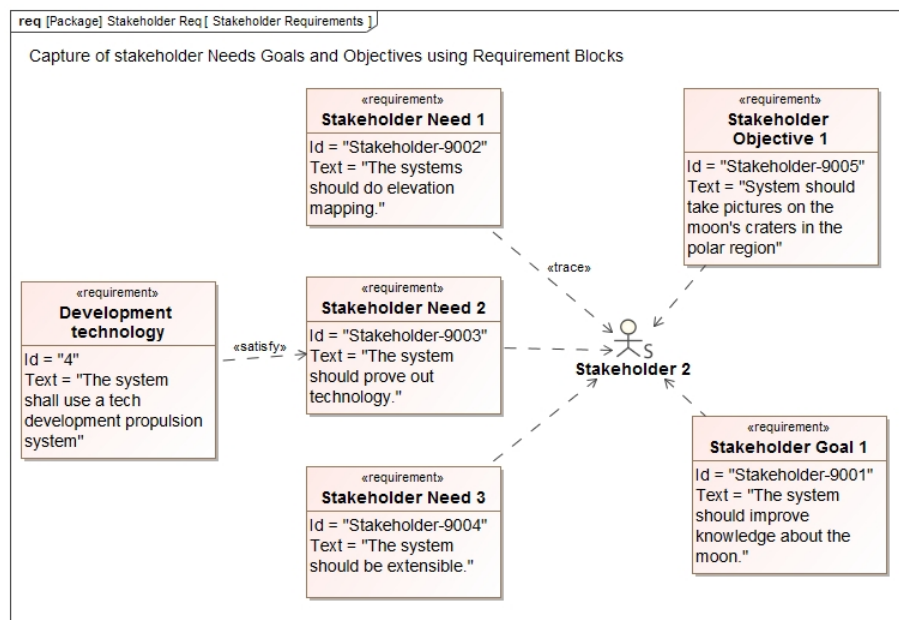 req [Package] Stakeholder Req [ Stakeholder Requirements ]
Capture of stakeholder Needs Goals and Objectives using Requirement Blocks
«requirement»
Stakeholder Need 1
Id = "Stakeholder-9002"
Text = "The systems
should do elevation
mapping."
«requirement»
Stakeholder
Objective 1
Id = "Stakeholder-9005"
Text = "System should
take pictures on the
moon's craters in the
polar region"
«trace»
«requirement»
Development
technology
Id = "4"
Text = "The system
shall use a tech
development propulsion
system"
«satisfy»
«requirement»
Stakeholder Need 2
Id = "Stakeholder-9003"
Text = "The system
should prove out
technology."
S
Stakeholder 2
«requirement»
Stakeholder Need 3
Id = "Stakeholder-9004"
Text = "The system
should be extensible."
«requirement»
Stakeholder Goal 1
Id = "Stakeholder-9001"
Text = "The system
should improve
knowledge about the
moon."